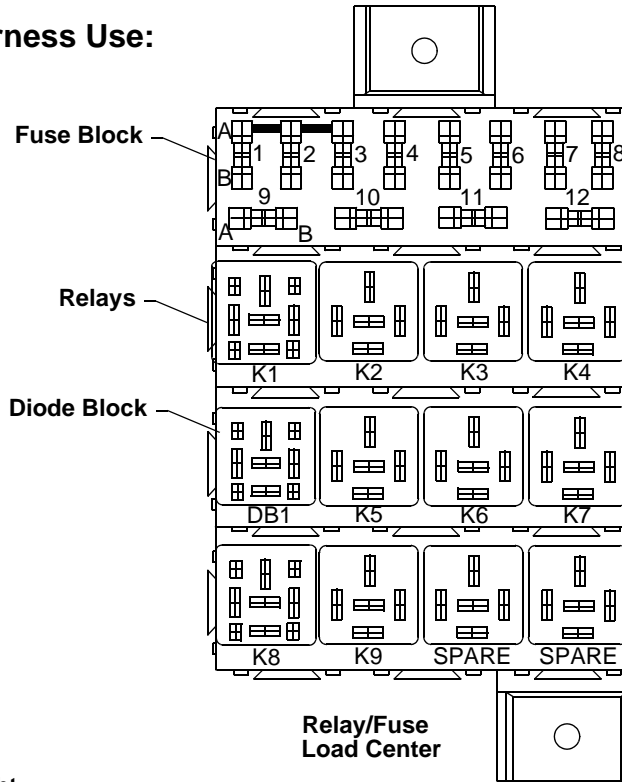 rness Use:
Fuse Block
A
1 2 3 4 5 6 7 8
B
9 10 11 12
A B
Relays
K1 K2 K3 K4
Diode Block
DB1 K5 K6 K7
K8 K9 SPARE SPARE
Relay/Fuse
Load Center